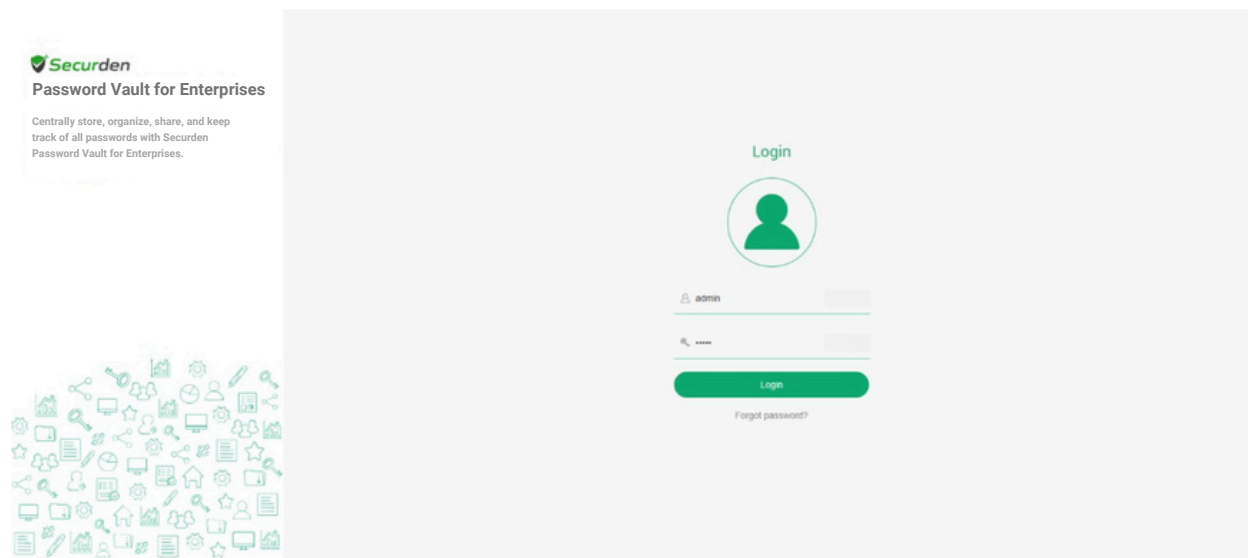 Securden
Password Vault for Enterprises
Centrally store, organize, share, and keep
track of all passwords with Securden
Password Vault for Enterprises.
Login
admin
•••••
Login
Forgot password?